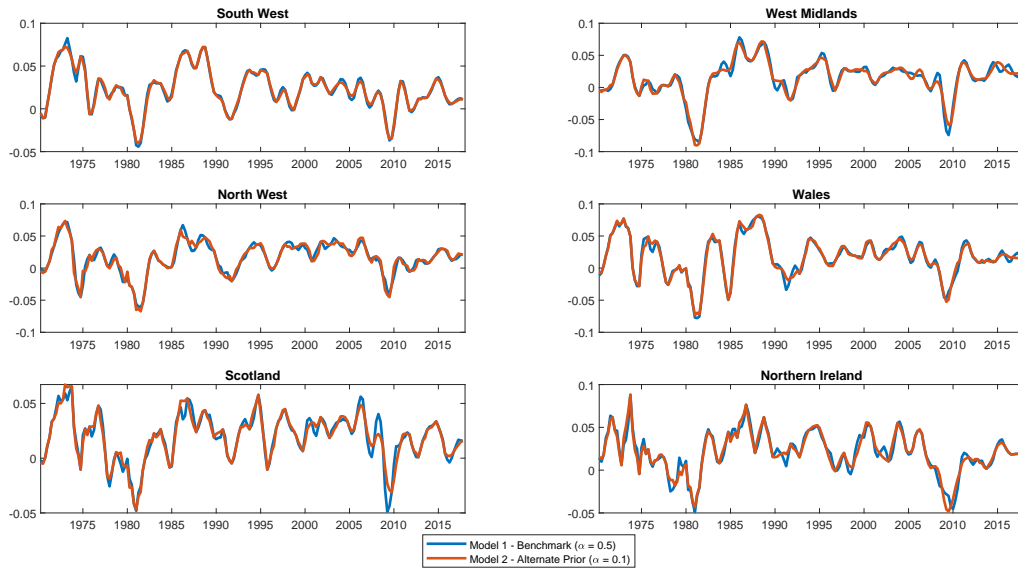 South West
0.1
0.05
0
-0.05
1975 1980 1985 1990 1995 2000 2005 2010 2015
West Midlands
0.1
0.05
0
-0.05
-0.1
1975 1980 1985 1990 1995 2000 2005 2010 2015
North West
0.1
0.05
0
-0.05
-0.1
1975 1980 1985 1990 1995 2000 2005 2010 2015
Wales
0.1
0.05
0
-0.05
-0.1
1975 1980 1985 1990 1995 2000 2005 2010 2015
Scotland
0.05
0
-0.05
1975 1980 1985 1990 1995 2000 2005 2010 2015
Northern Ireland
0.1
0.05
0
-0.05
1975 1980 1985 1990 1995 2000 2005 2010 2015
Model 1 - Benchmark (α = 0.5)
Model 2 - Alternate Prior (α = 0.1)